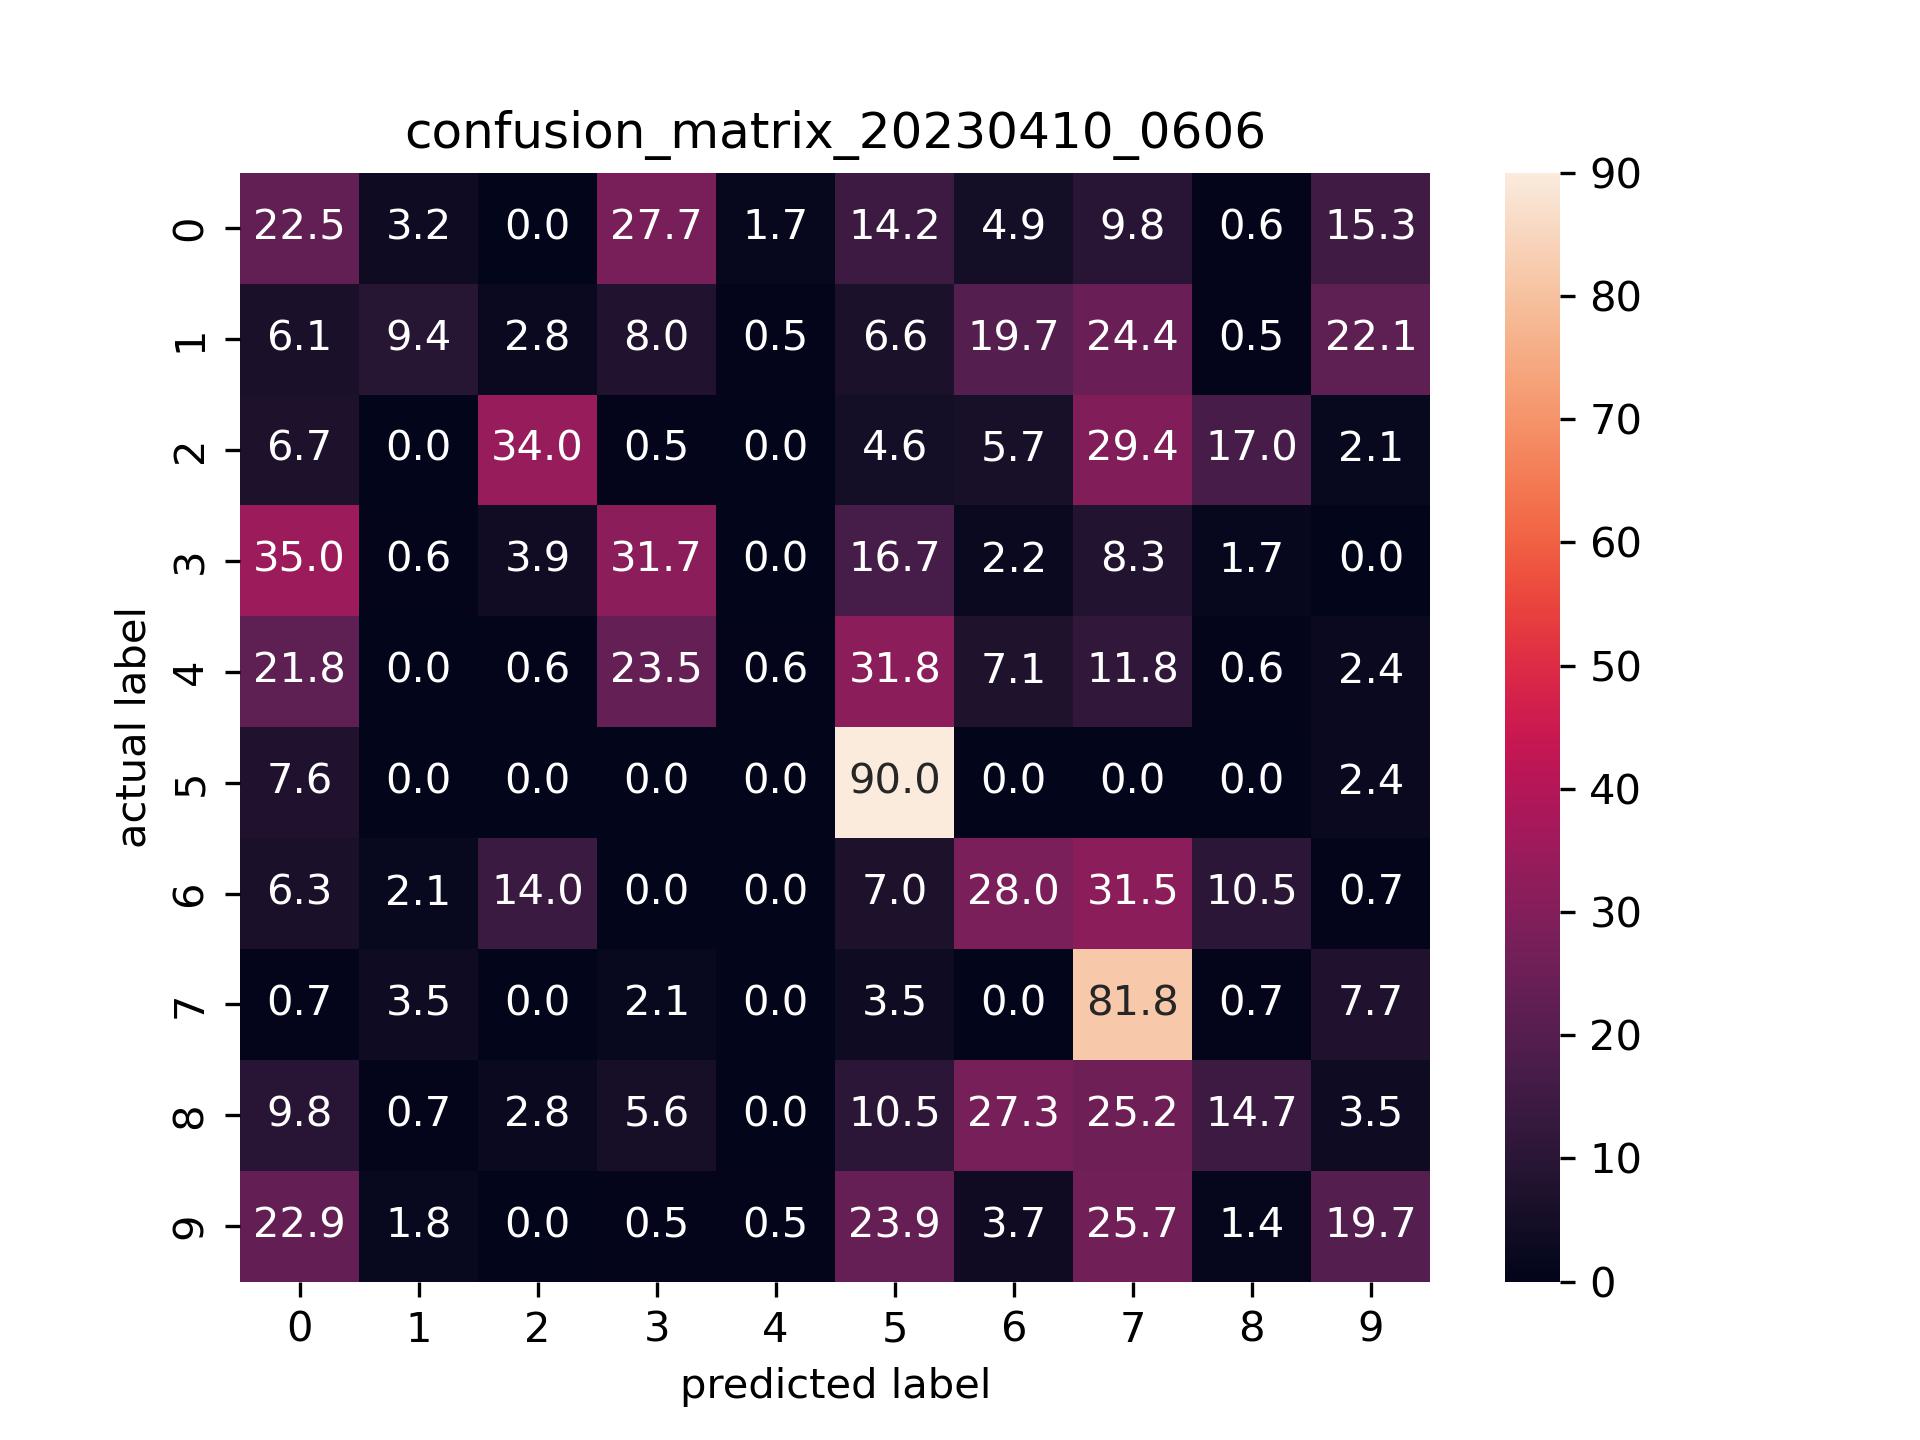 confusion_matrix_20230410_0606
0 22.5 3.2 0.0 27.7 1.7 14.2 4.9 9.8 0.6 15.3
1 6.1 9.4 2.8 8.0 0.5 6.6 19.7 24.4 0.5 22.1
2 6.7 0.0 34.0 0.5 0.0 4.6 5.7 29.4 17.0 2.1
3 35.0 0.6 3.9 31.7 0.0 16.7 2.2 8.3 1.7 0.0
4 21.8 0.0 0.6 23.5 0.6 31.8 7.1 11.8 0.6 2.4
5 7.6 0.0 0.0 0.0 0.0 90.0 0.0 0.0 0.0 2.4
6 6.3 2.1 14.0 0.0 0.0 7.0 28.0 31.5 10.5 0.7
7 0.7 3.5 0.0 2.1 0.0 3.5 0.0 81.8 0.7 7.7
8 9.8 0.7 2.8 5.6 0.0 10.5 27.3 25.2 14.7 3.5
9 22.9 1.8 0.0 0.5 0.5 23.9 3.7 25.7 1.4 19.7
0 1 2 3 4 5 6 7 8 9
predicted label
actual label
90
80
70
60
50
40
30
20
10
0